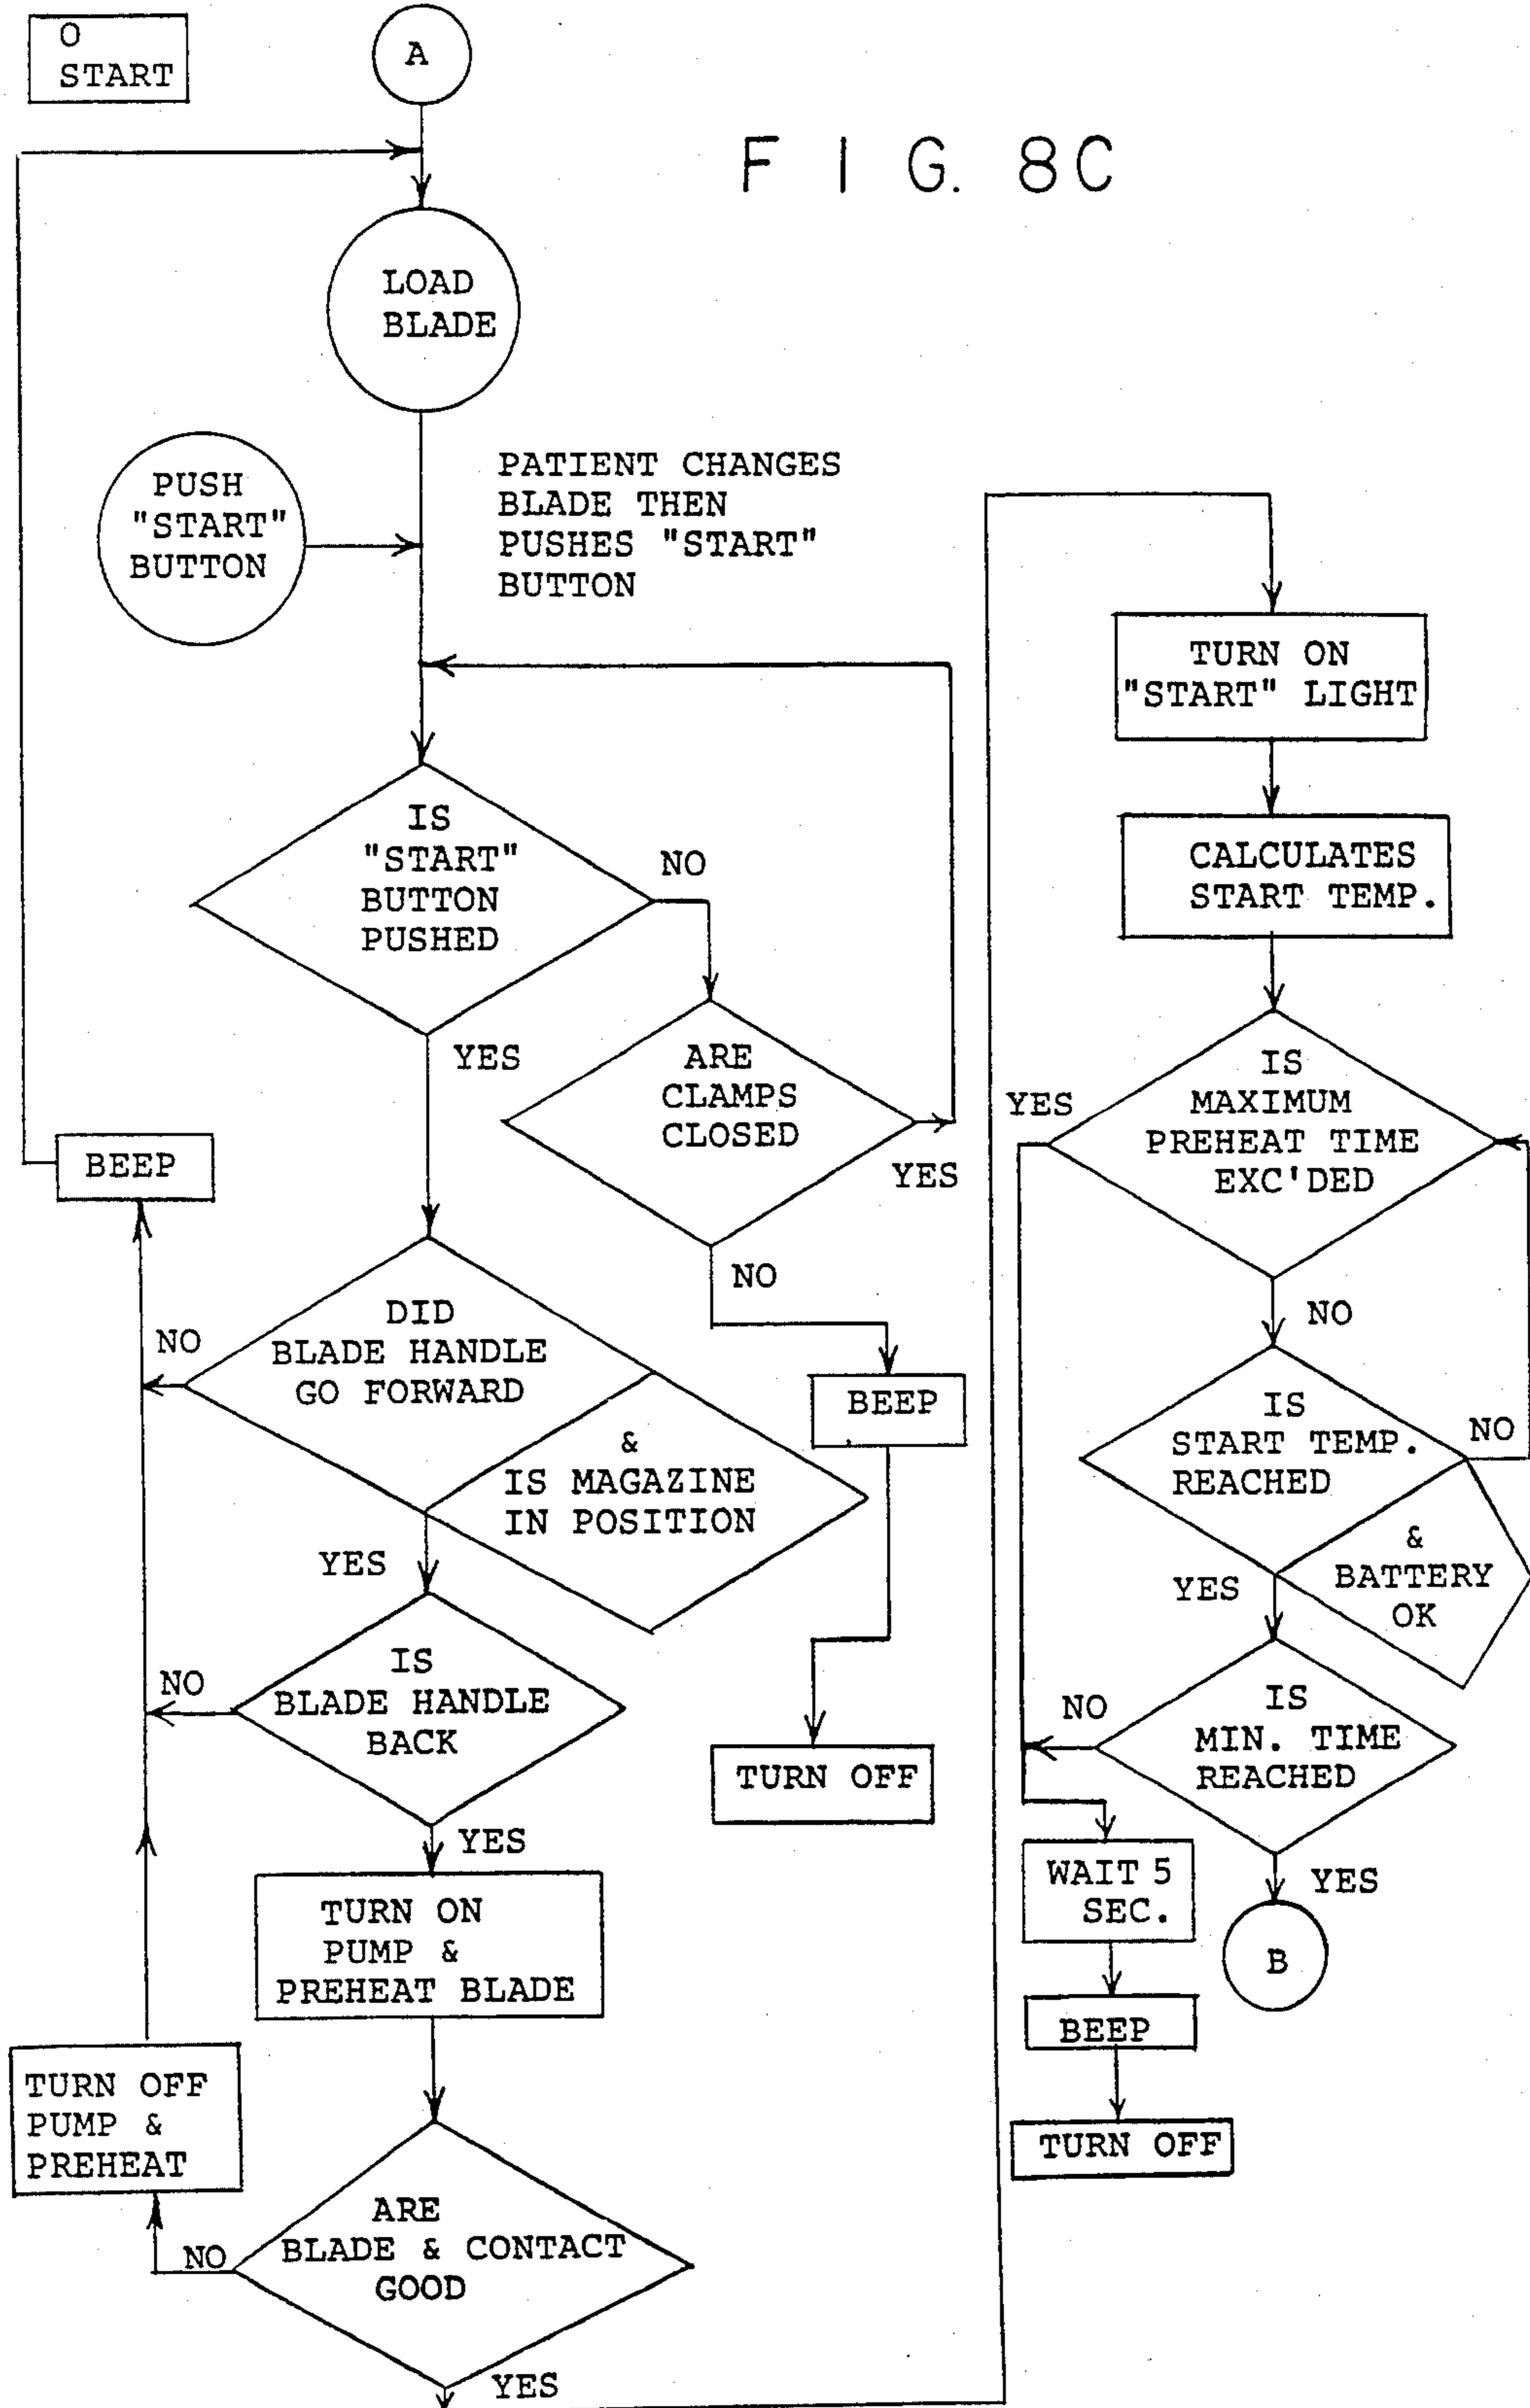 O
START
A
F I G. 8C
LOAD
BLADE
PUSH
"START"
BUTTON
PATIENT CHANGES
BLADE THEN
PUSHES "START"
BUTTON
IS
"START"
BUTTON
PUSHED
NO
YES
ARE
CLAMPS
CLOSED
YES
NO
BEEP
TURN OFF
BEEP
DID
BLADE HANDLE
GO FORWARD
NO
&
IS MAGAZINE
IN POSITION
YES
IS
BLADE HANDLE
BACK
NO
YES
TURN ON
PUMP &
PREHEAT BLADE
TURN OFF
PUMP &
PREHEAT
ARE
BLADE & CONTACT
GOOD
NO
YES
TURN ON
"START" LIGHT
CALCULATES
START TEMP.
IS
MAXIMUM
PREHEAT TIME
EXC'DED
YES
NO
IS
START TEMP.
REACHED
NO
&
BATTERY
OK
YES
IS
MIN. TIME
REACHED
NO
YES
B
WAIT 5
SEC.
BEEP
TURN OFF